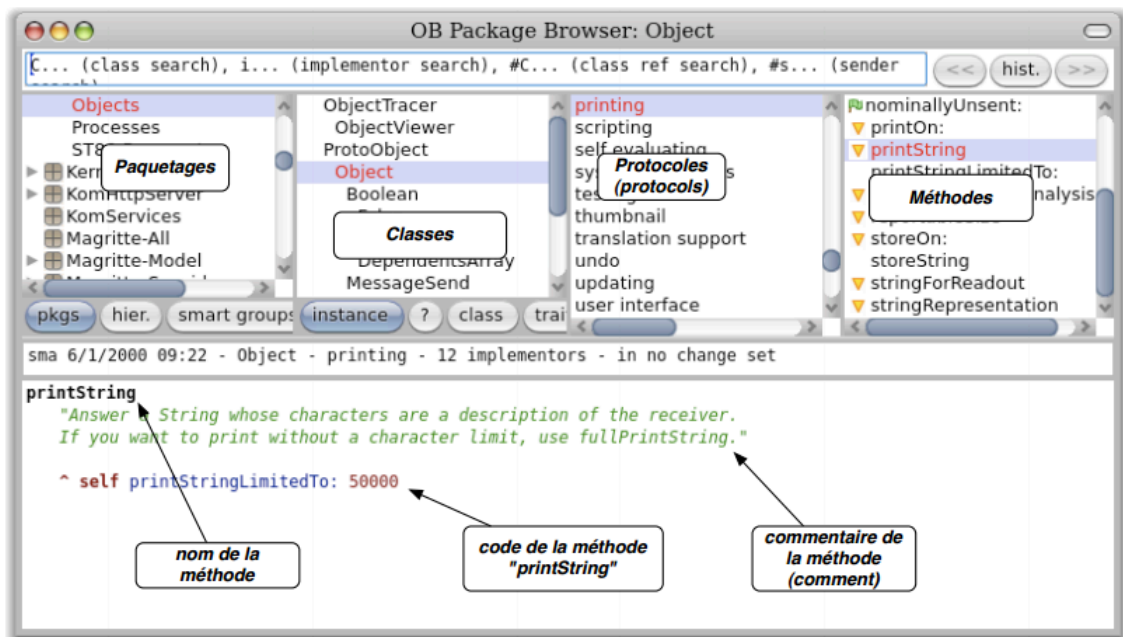 OB Package Browser: Object
C... (class search), i... (implementor search), #C... (class ref search), #s... (sender
<<
hist.
>>
Objects
Processes
KomHttpServer
KomServices
Magritte-All
Magritte-Model
Paquetages
pkgs
hier.
smart groups
ObjectTracer
ObjectViewer
ProtoObject
Object
Boolean
DependentsArray
MessageSend
Classes
instance
?
class
trai
printing
scripting
self evaluating
thumbnail
translation support
undo
updating
user interface
Protocoles
(protocols)
nominallyUnsent:
printOn:
printString
printStringLimitedTo:
nalysis
storeOn:
storeString
stringForReadout
stringRepresentation
Méthodes
sma 6/1/2000 09:22 - Object - printing - 12 implementors - in no change set
printString
"Answer a String whose characters are a description of the receiver.
If you want to print without a character limit, use fullPrintString."
^ self printStringLimitedTo: 50000
nom de la
méthode
code de la méthode
"printString"
commentaire de
la méthode
(comment)